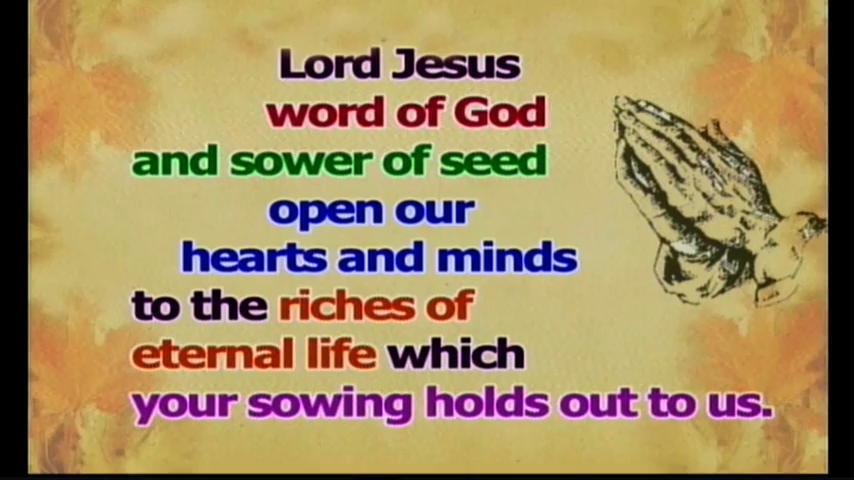 Lord Jesus
word of God
and sower of seed
open our
hearts and minds
to the riches of
eternal life which
your sowing holds out to us.